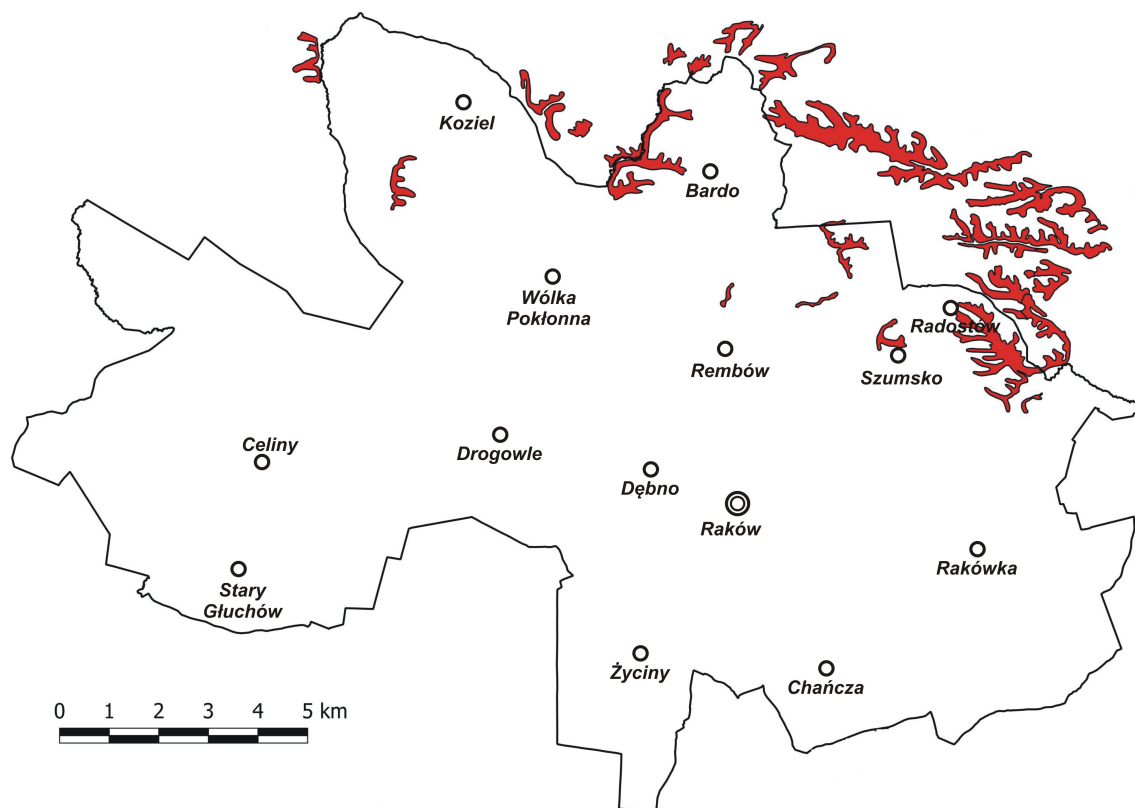 Koziel
Bardo
Wólka
Pokłonna
Radostów
Rembów
Szumsko
Celiny
Drogowle
Dębno
Raków
Rakówka
Stary
Głuchów
Życiny
Chańcza
0 1 2 3 4 5 km